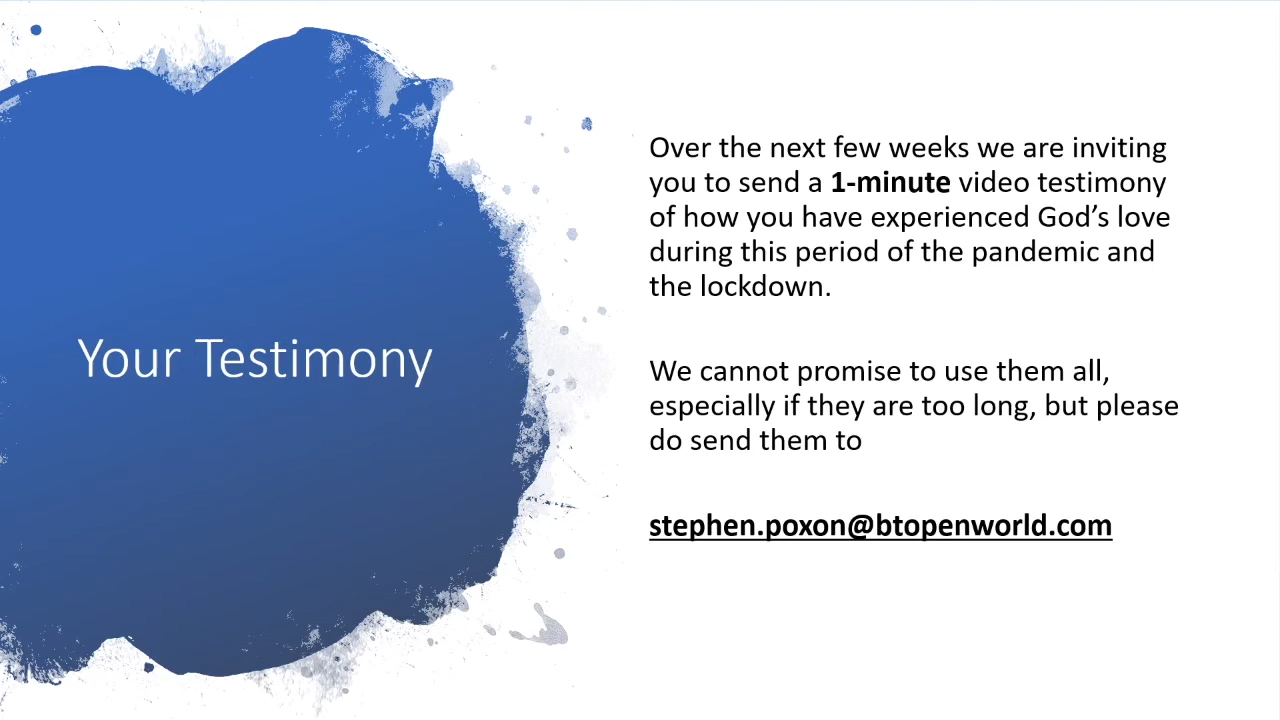 Your Testimony
Over the next few weeks we are inviting
you to send a 1-minute video testimony
of how you have experienced God’s love
during this period of the pandemic and
the lockdown.
We cannot promise to use them all,
especially if they are too long, but please
do send them to
stephen.poxon@btopenworld.com